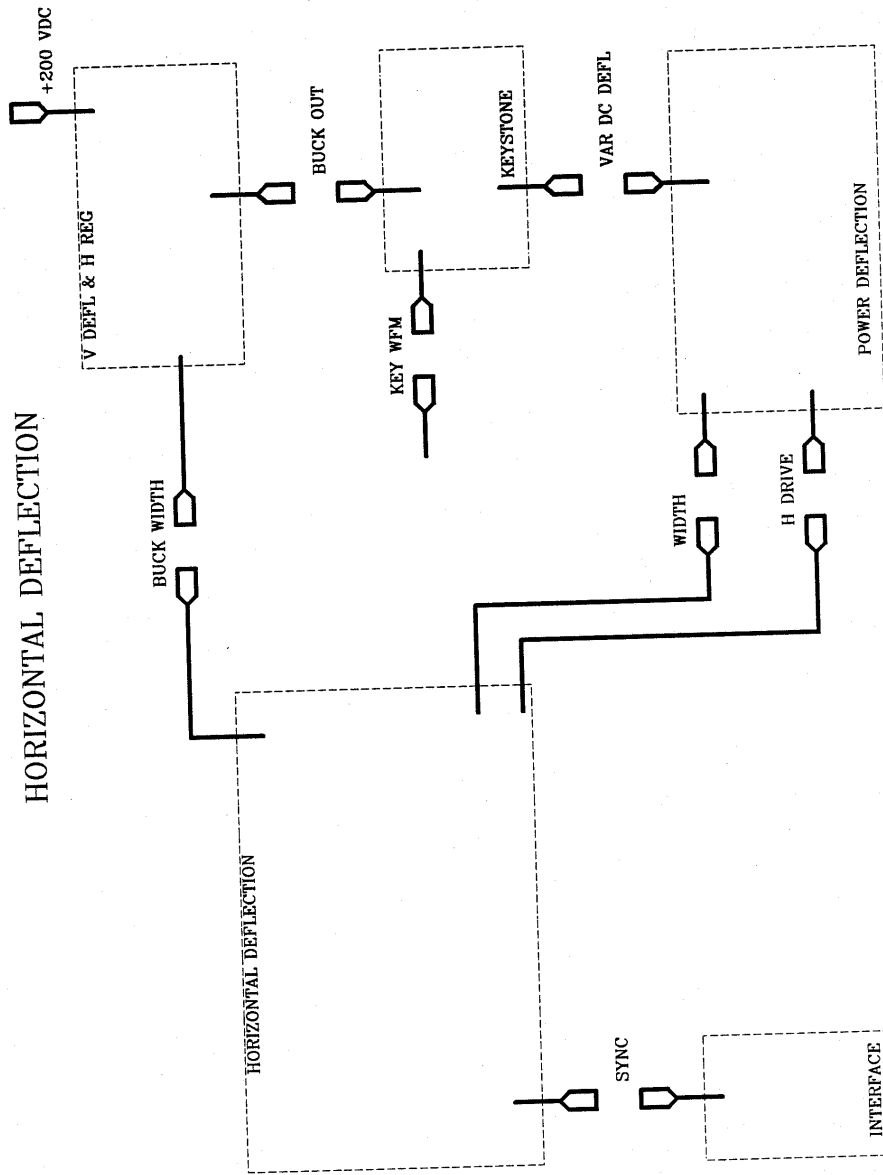 HORIZONTAL DEFLECTION
+200 VDC
V DEFL & H REG
BUCK WIDTH
BUCK OUT
KEY WFM
KEYSTONE
VAR DC DEFL
HORIZONTAL DEFLECTION
WIDTH
H DRIVE
POWER DEFLECTION
SYNC
INTERFACE